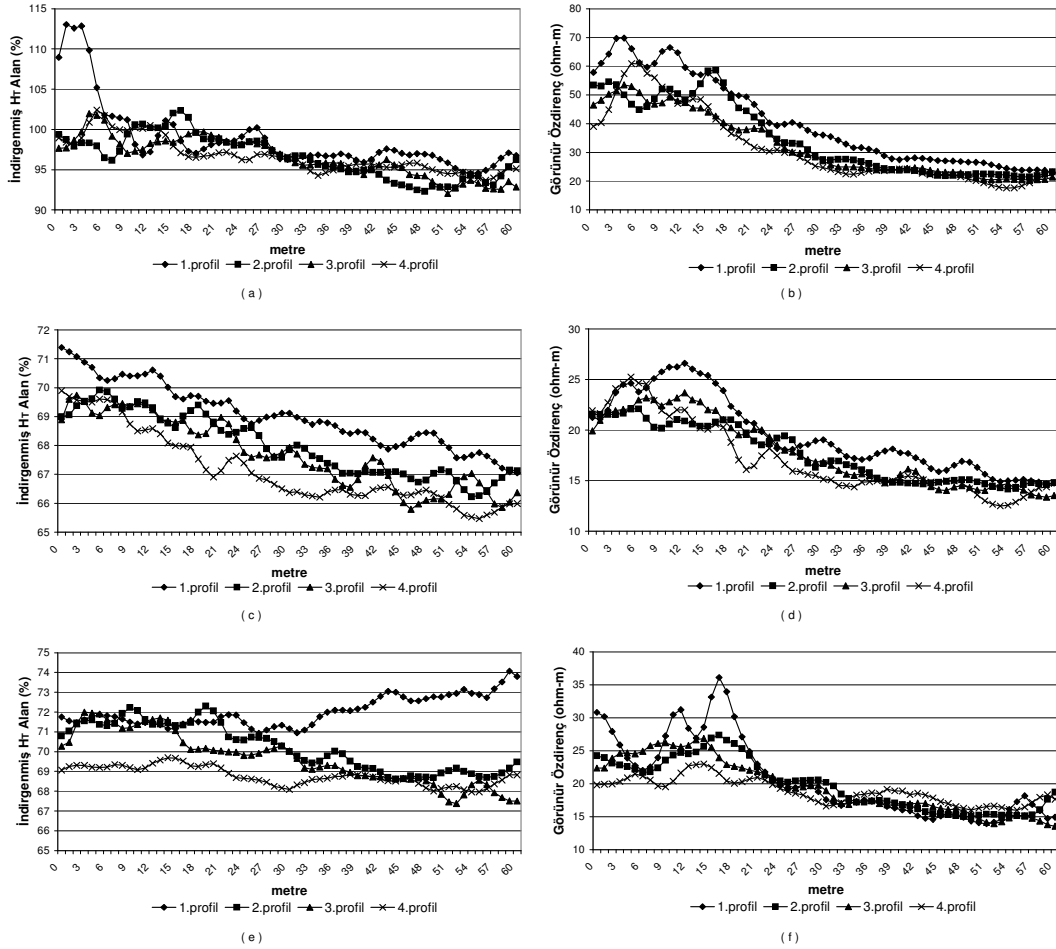 İndirgenmiş HT Alan (%)
115
110
105
100
95
90
0 3 6 9 12 15 18 21 24 27 30 33 36 39 42 45 48 51 54 57 60
metre
1.profil 2.profil 3.profil 4.profil
( a )
Görünür Özdirenç (ohm-m)
80
70
60
50
40
30
20
10
0 3 6 9 12 15 18 21 24 27 30 33 36 39 42 45 48 51 54 57 60
metre
1.profil 2.profil 3.profil 4.profil
( b )
İndirgenmiş HT Alan (%)
72
71
70
69
68
67
66
65
0 3 6 9 12 15 18 21 24 27 30 33 36 39 42 45 48 51 54 57 60
metre
1.profil 2.profil 3.profil 4.profil
( c )
Görünür Özdirenç (ohm-m)
30
25
20
15
10
0 3 6 9 12 15 18 21 24 27 30 33 36 39 42 45 48 51 54 57 60
metre
1.profil 2.profil 3.profil 4.profil
( d )
İndirgenmiş HT Alan (%)
75
74
73
72
71
70
69
68
67
66
65
0 3 6 9 12 15 18 21 24 27 30 33 36 39 42 45 48 51 54 57 60
metre
1.profil 2.profil 3.profil 4.profil
( e )
Görünür Özdirenç (ohm-m)
40
35
30
25
20
15
10
0 3 6 9 12 15 18 21 24 27 30 33 36 39 42 45 48 51 54 57 60
metre
1.profil 2.profil 3.profil 4.profil
( f )